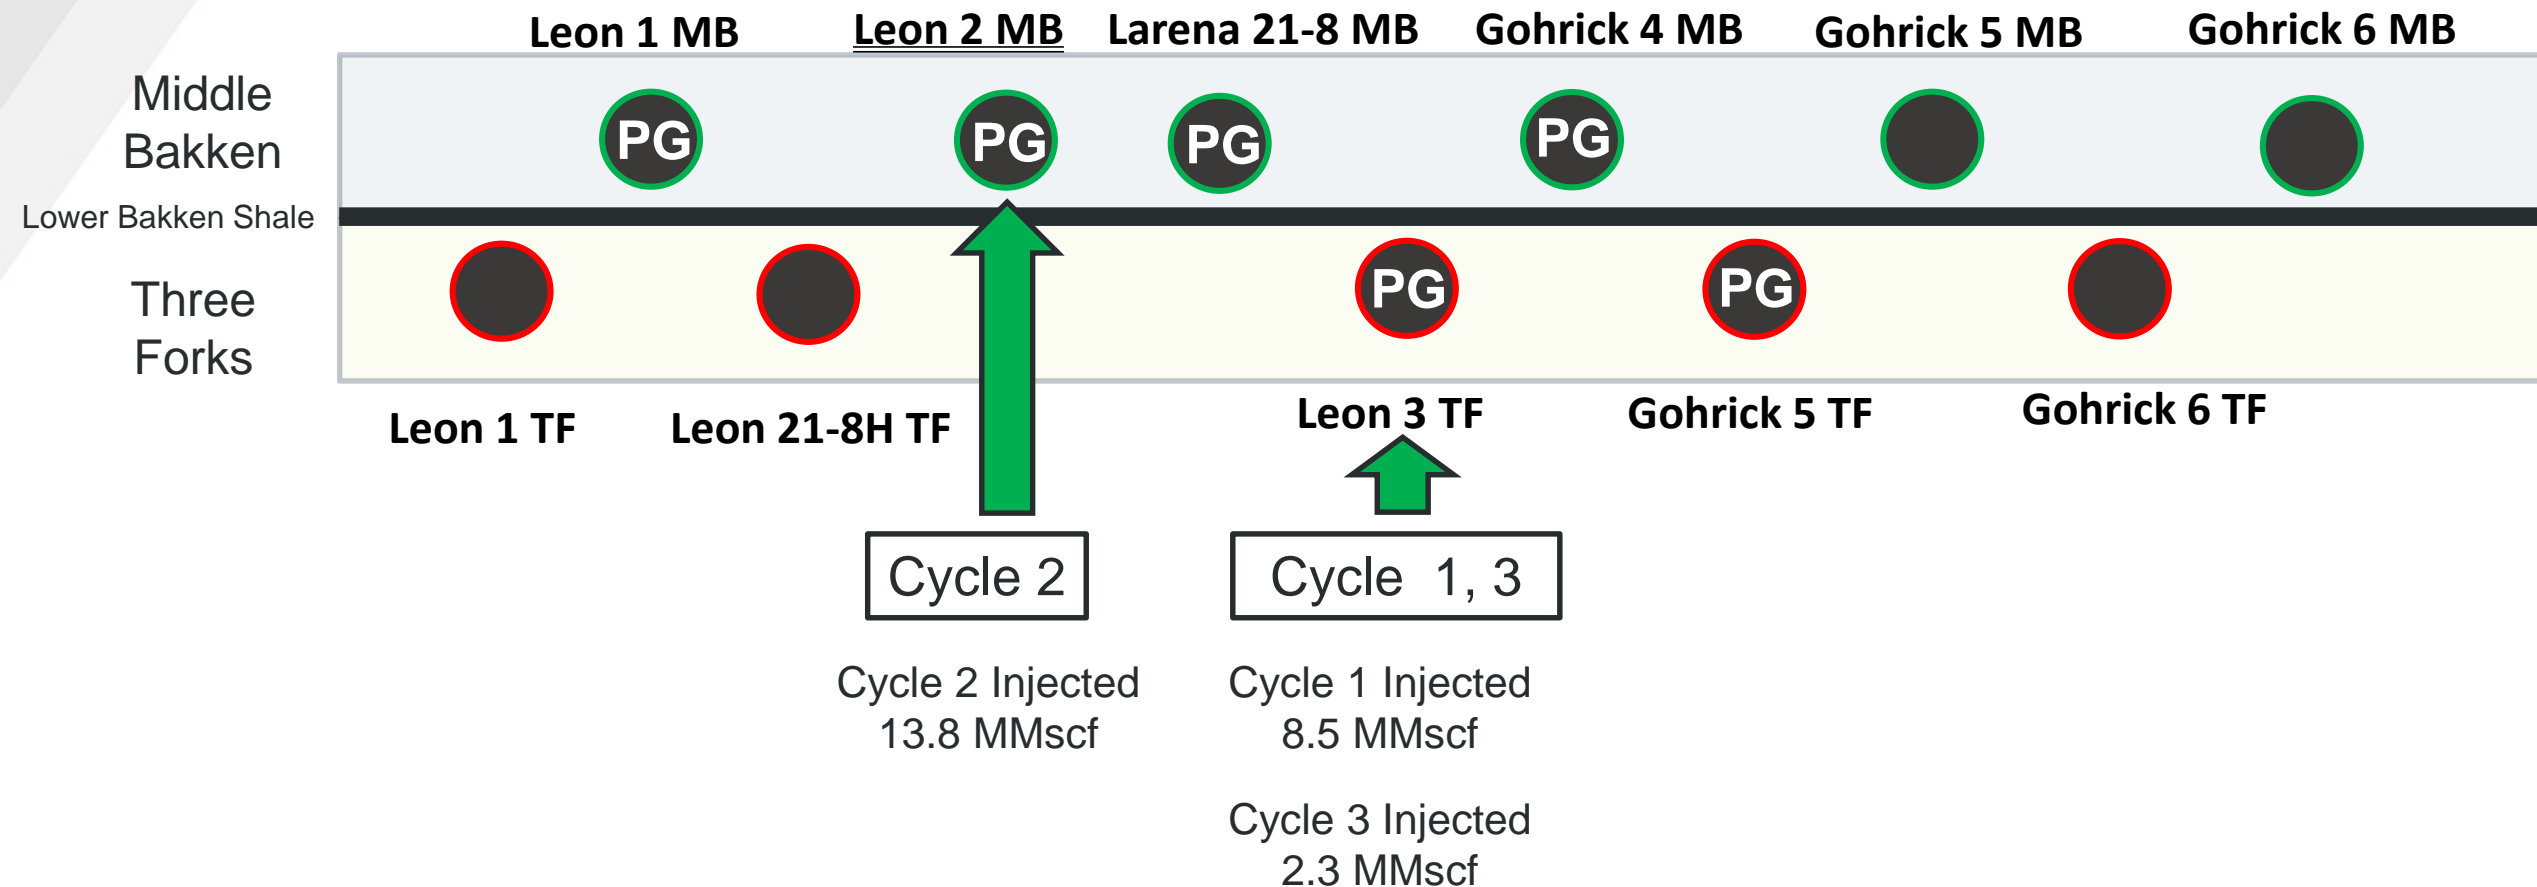 Leon 1 MB
Leon 2 MB
Larena 21-8 MB
Gohrick 4 MB
Gohrick 5 MB
Gohrick 6 MB
Middle
Bakken
PG
PG
PG
PG
Lower Bakken Shale
Three
Forks
PG
PG
Leon 1 TF
Leon 21-8H TF
Leon 3 TF
Gohrick 5 TF
Gohrick 6 TF
Cycle 2
Cycle 1, 3
Cycle 2 Injected
13.8 MMscf
Cycle 1 Injected
8.5 MMscf
Cycle 3 Injected
2.3 MMscf